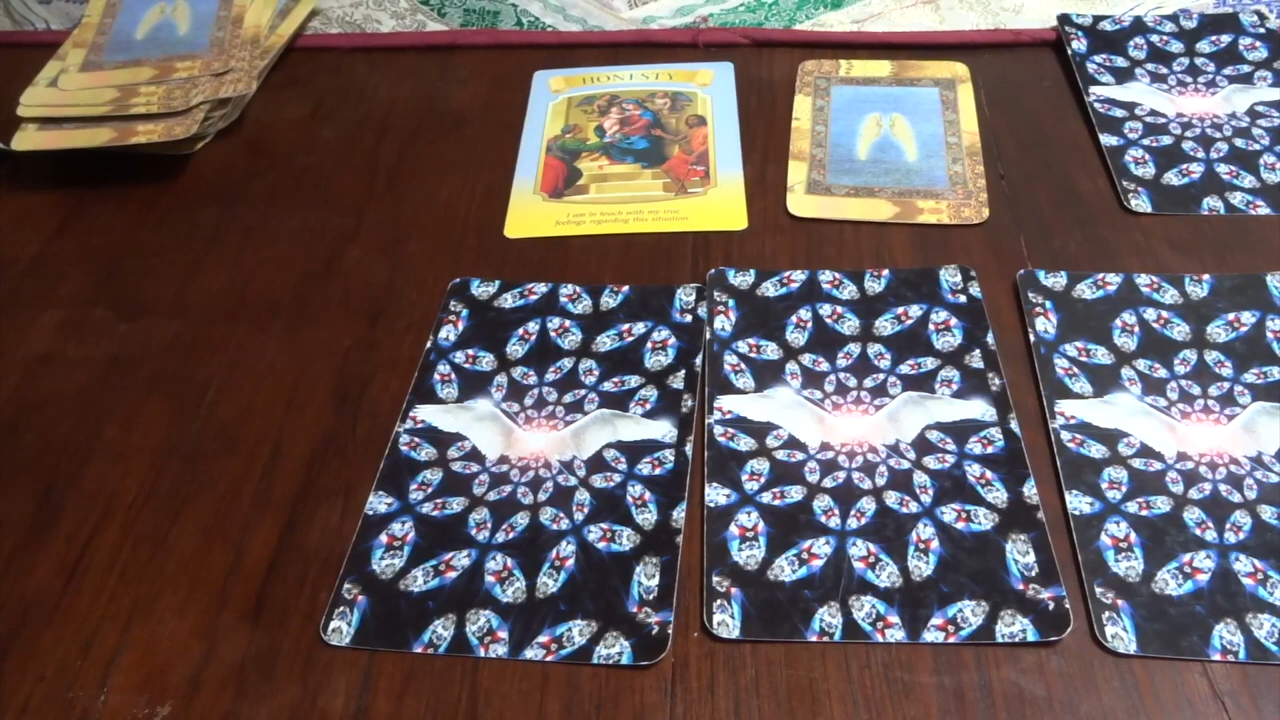 HONESTY
I am in touch with my true
feelings regarding this situation